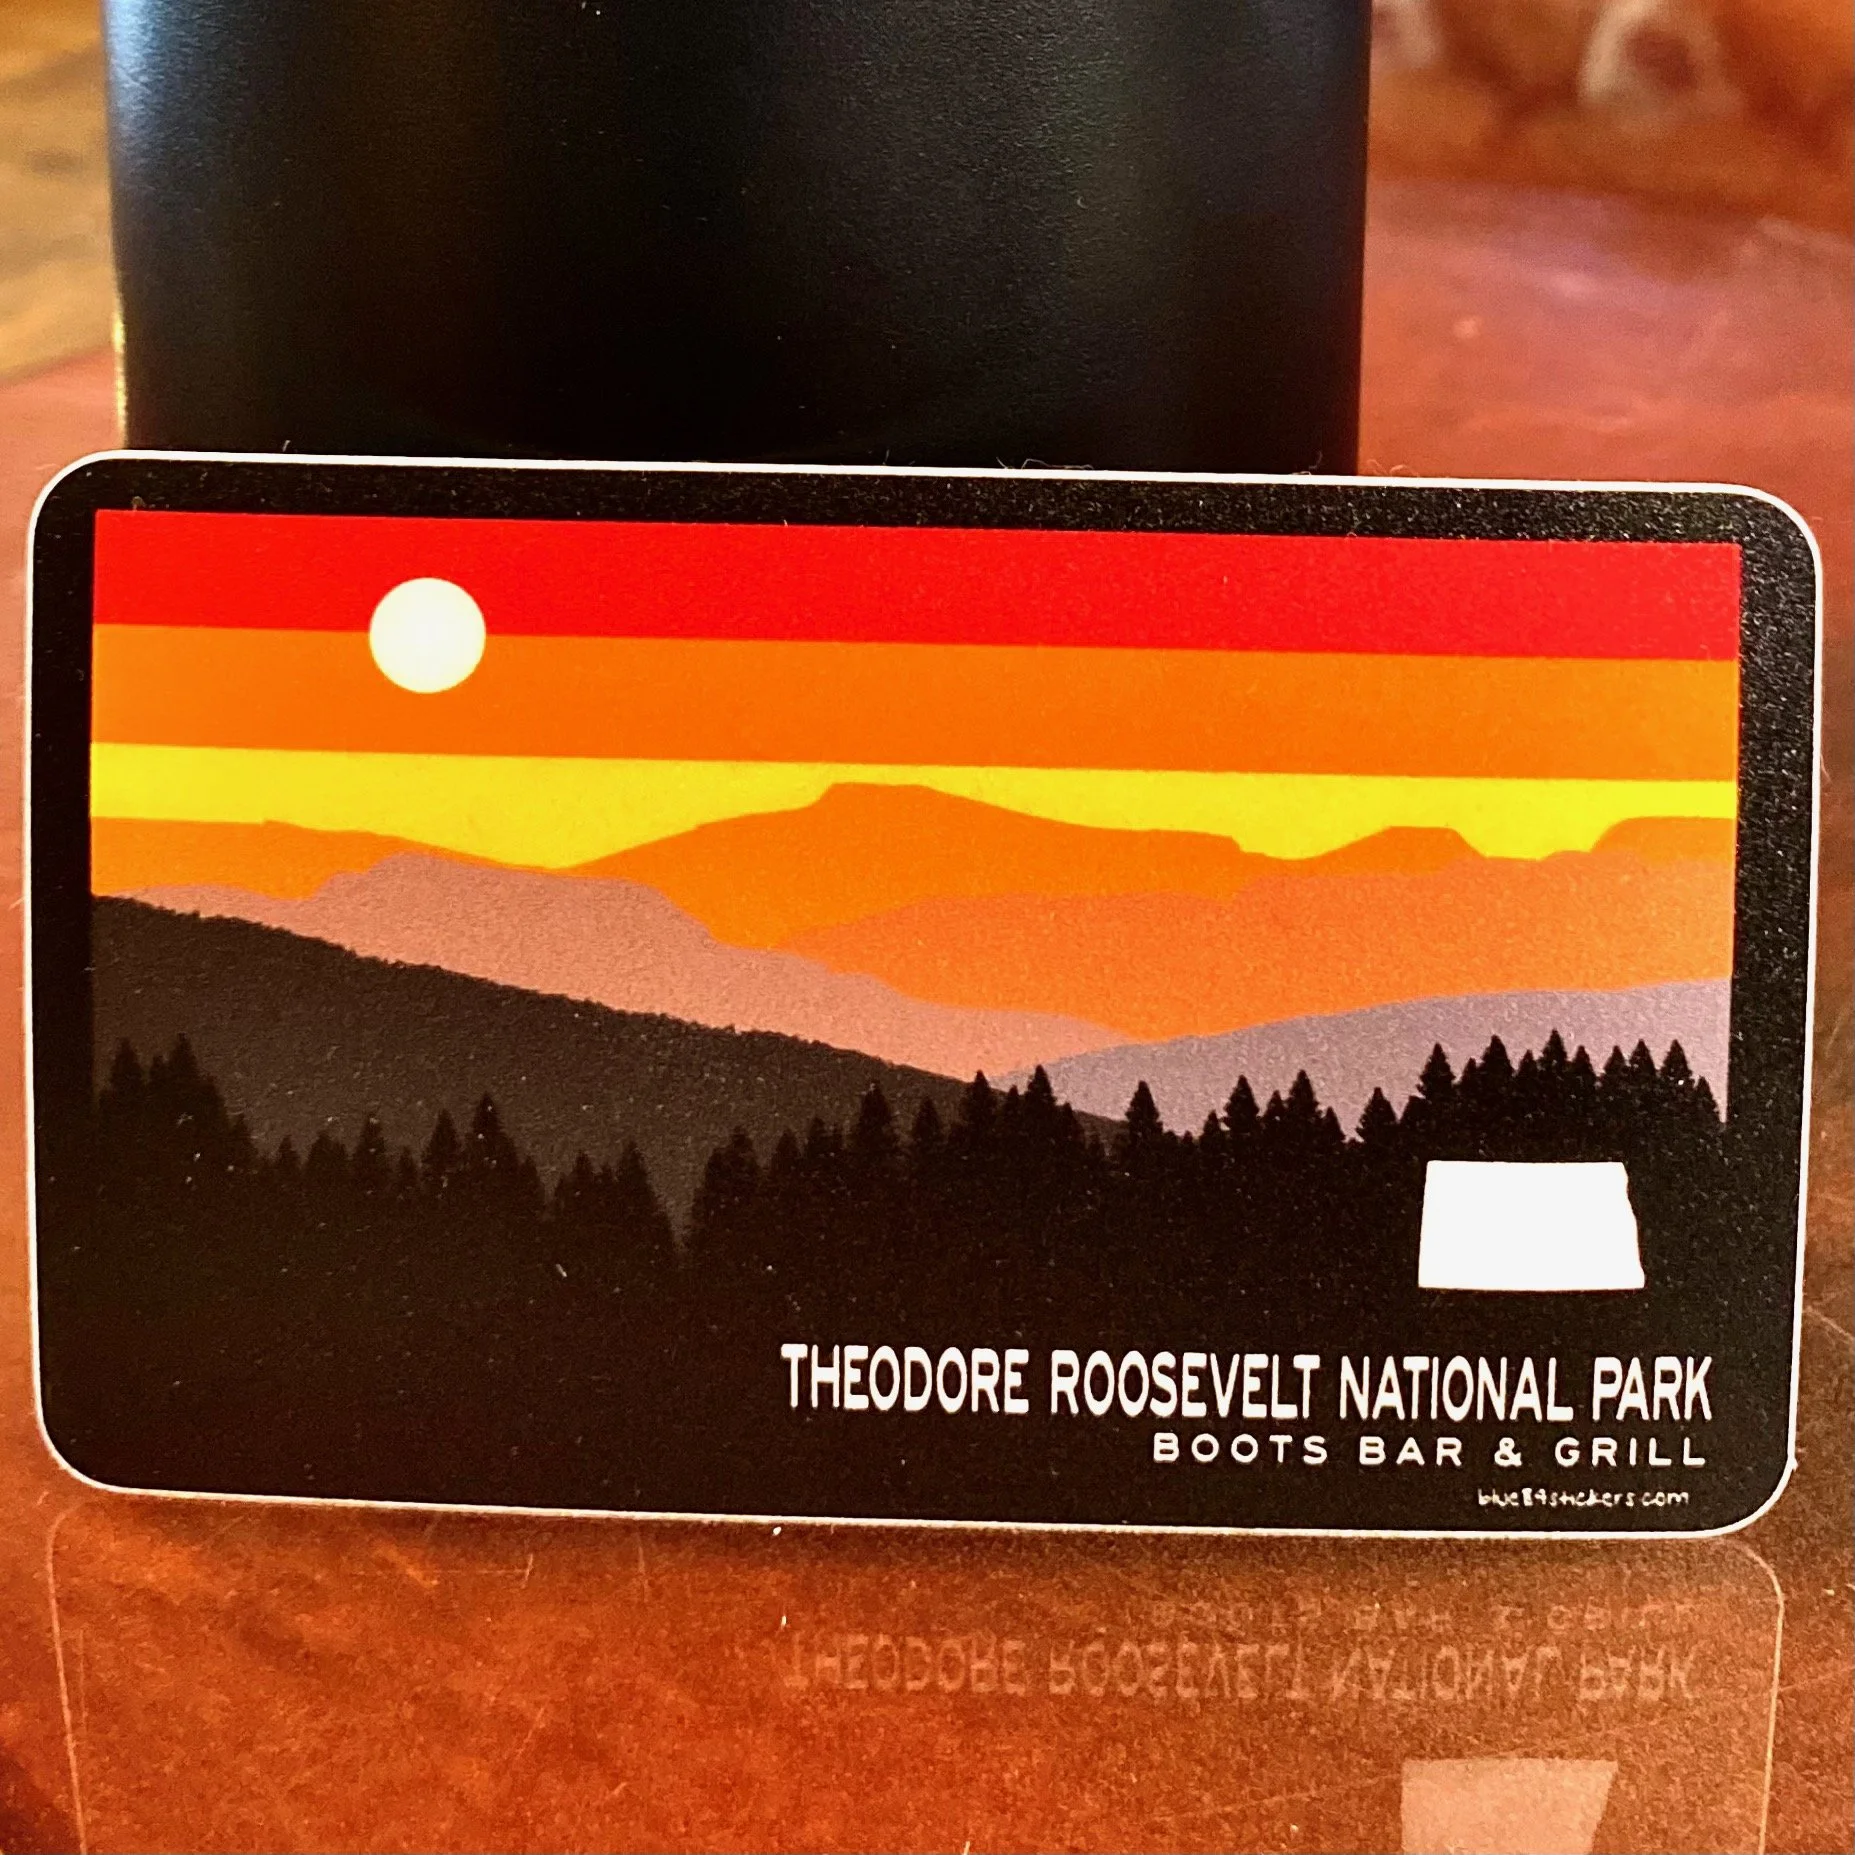 THEODORE ROOSEVELT NATIONAL PARK
BOOTS BAR & GRILL
blue84stickers.com